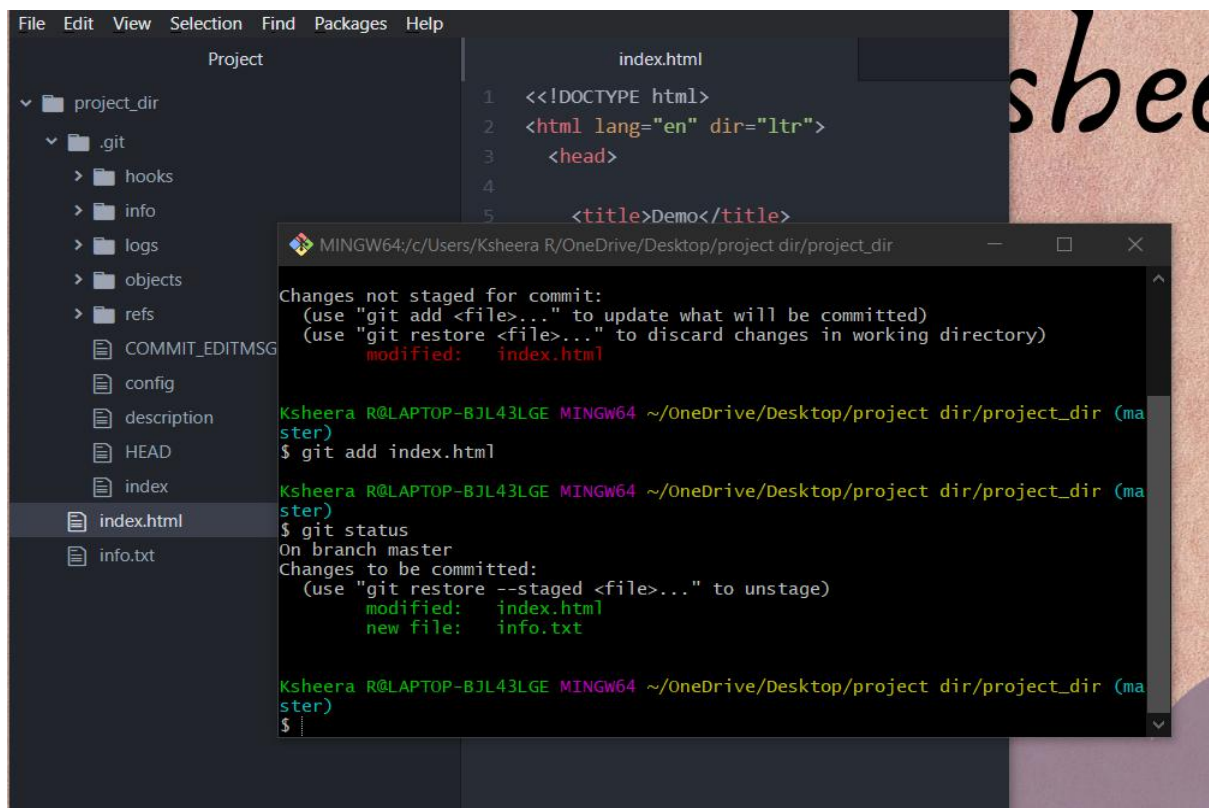 File Edit View Selection Find Packages Help
Project
project_dir
.git
hooks
info
logs
objects
refs
COMMIT_EDITMSG
config
description
HEAD
index
index.html
info.txt
index.html
1 <<!DOCTYPE html>
2 <html lang="en" dir="ltr">
3 <head>
4
5 <title>Demo</title>
MINGW64:/c/Users/Ksheera R/OneDrive/Desktop/project dir/project_dir
Changes not staged for commit:
(use "git add <file>..." to update what will be committed)
(use "git restore <file>..." to discard changes in working directory)
modified: index.html
Ksheera R@LAPTOP-BJL43LGE MINGW64 ~/OneDrive/Desktop/project dir/project_dir (ma
ster)
$ git add index.html
Ksheera R@LAPTOP-BJL43LGE MINGW64 ~/OneDrive/Desktop/project dir/project_dir (ma
ster)
$ git status
On branch master
Changes to be committed:
(use "git restore --staged <file>..." to unstage)
modified: index.html
new file: info.txt
Ksheera R@LAPTOP-BJL43LGE MINGW64 ~/OneDrive/Desktop/project dir/project_dir (ma
ster)
$